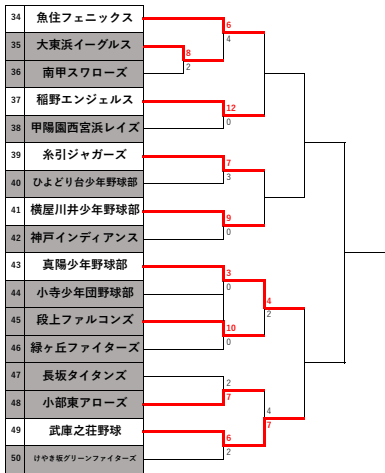 34 魚住フェニックス
35 大東浜イーグルス
36 南甲スワローズ
37 稲野エンジェルス
38 甲陽園西宮浜レイズ
39 糸引ジャガーズ
40 ひよどり台少年野球部
41 横屋川井少年野球部
42 神戸インディアンス
43 真陽少年野球部
44 小寺少年団野球部
45 段上ファルコンズ
46 緑ヶ丘ファイターズ
47 長坂タイタンズ
48 小部東アローズ
49 武庫之荘野球
50 けやき坂グリーンファイターズ
6
4
8
2
12
0
7
3
9
0
3
0
4
2
10
0
2
7
4
7
6
2